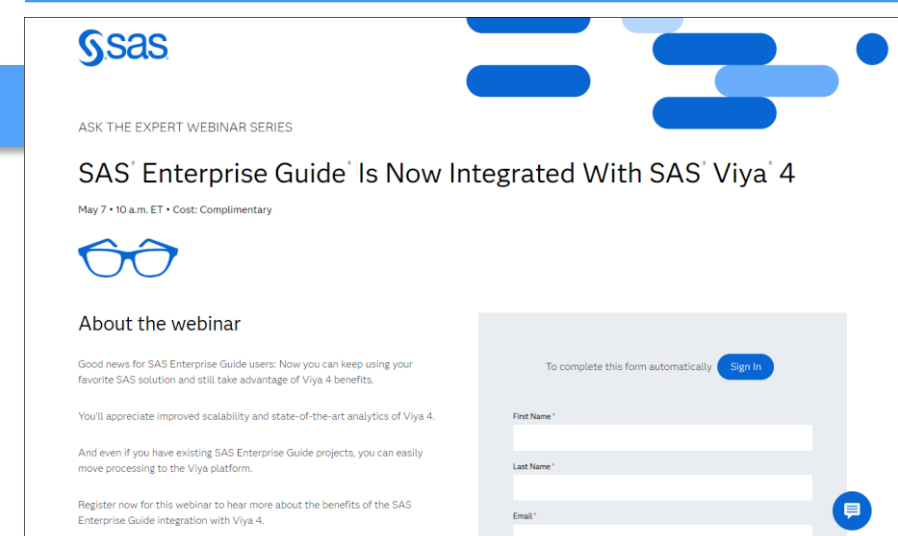 sas
ASK THE EXPERT WEBINAR SERIES
SAS® Enterprise Guide® Is Now Integrated With SAS® Viya® 4
May 7 • 10 a.m. ET • Cost: Complimentary
About the webinar
Good news for SAS Enterprise Guide users: Now you can keep using your
favorite SAS solution and still take advantage of Viya 4 benefits.
You'll appreciate improved scalability and state-of-the-art analytics of Viya 4.
And even if you have existing SAS Enterprise Guide projects, you can easily
move processing to the Viya platform.
Register now for this webinar to hear more about the benefits of the SAS
Enterprise Guide integration with Viya 4.
To complete this form automatically Sign In
First Name *
Last Name *
Email *